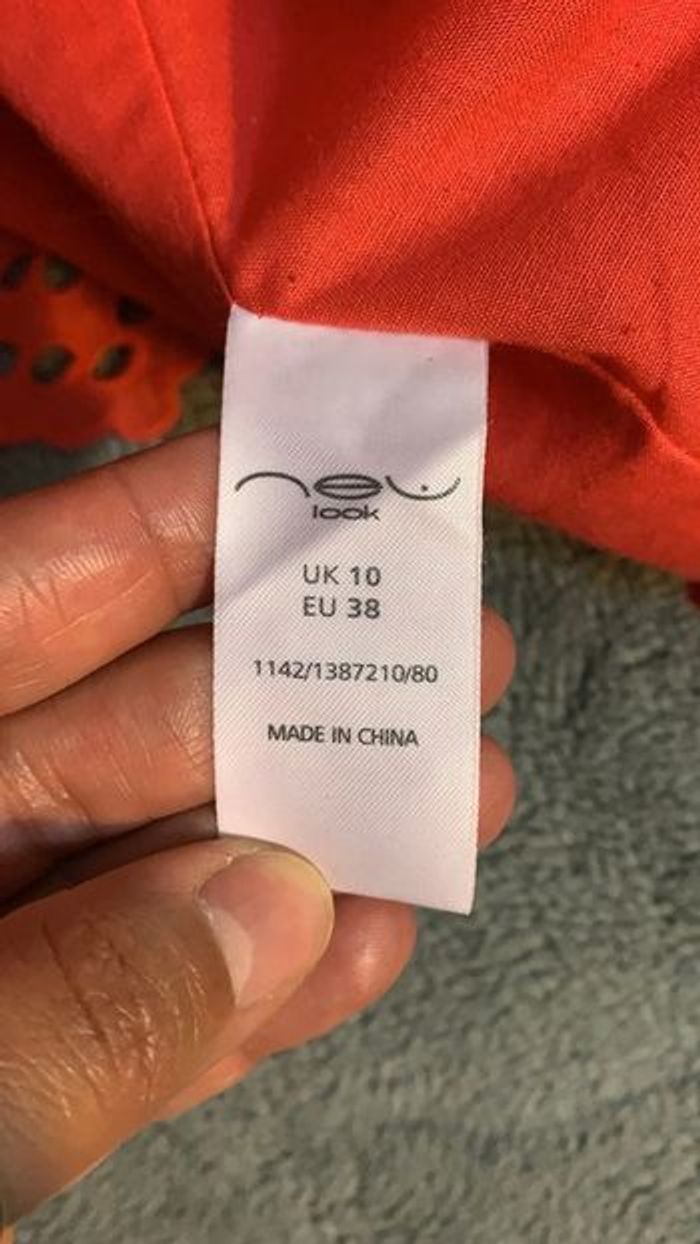 new
look
UK 10
EU 38
1142/1387210/80
MADE IN CHINA